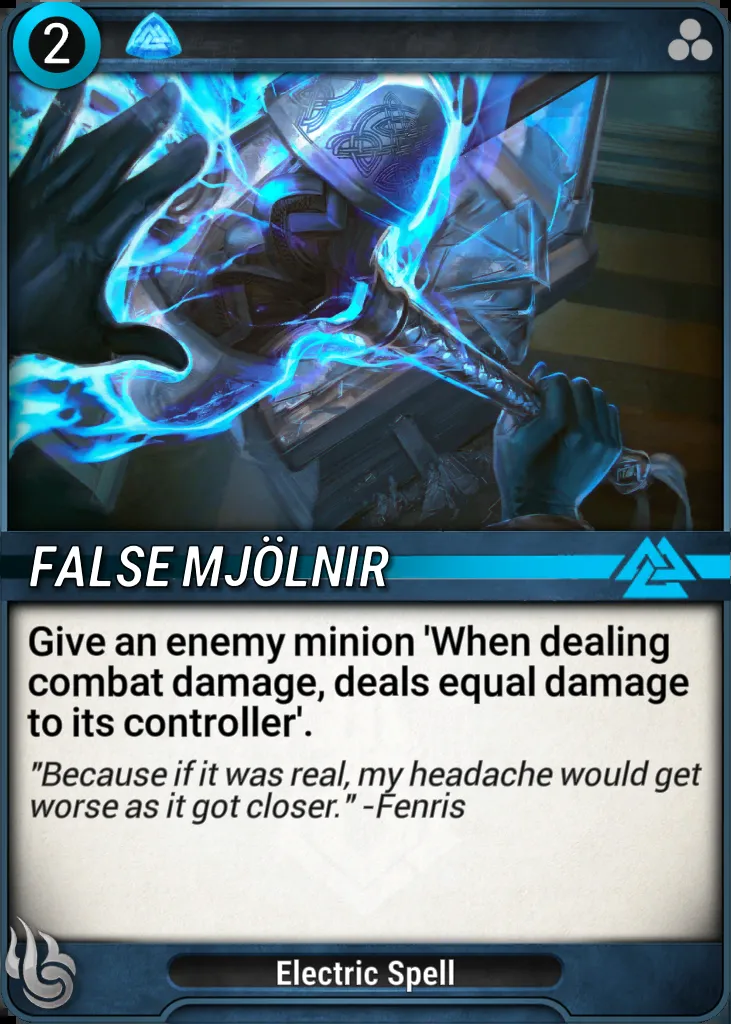 2
FALSE MJÖLNIR
Give an enemy minion 'When dealing
combat damage, deals equal damage
to its controller'.
"Because if it was real, my headache would get
worse as it got closer." -Fenris
Electric Spell